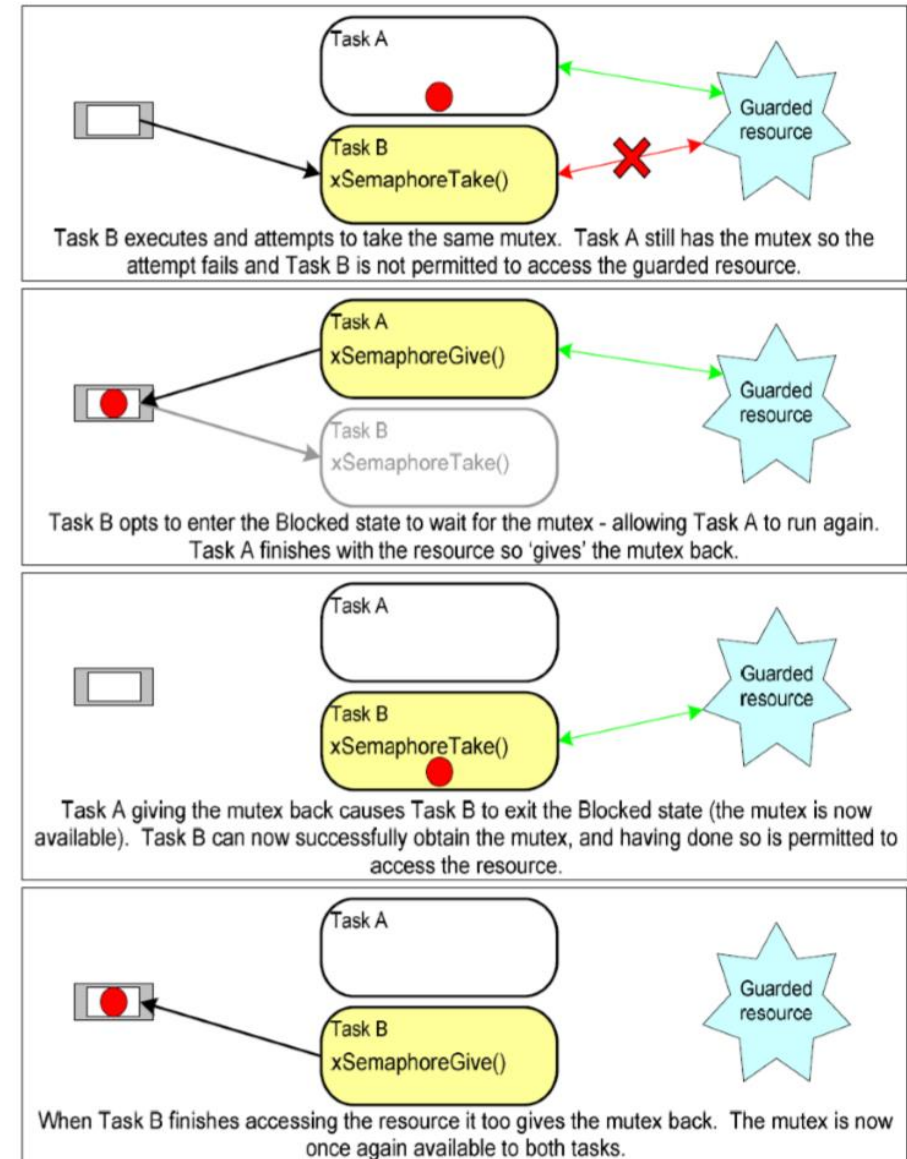 Task A
Guarded
resource
Task B
xSemaphoreTake()
Task B executes and attempts to take the same mutex. Task A still has the mutex so the
attempt fails and Task B is not permitted to access the guarded resource.
Task A
xSemaphoreGive()
Guarded
resource
Task B
xSemaphoreTake()
Task B opts to enter the Blocked state to wait for the mutex - allowing Task A to run again.
Task A finishes with the resource so 'gives' the mutex back.
Task A
Guarded
resource
Task B
xSemaphoreTake()
Task A giving the mutex back causes Task B to exit the Blocked state (the mutex is now
available). Task B can now successfully obtain the mutex, and having done so is permitted to
access the resource.
Task A
Guarded
resource
Task B
xSemaphoreGive()
When Task B finishes accessing the resource it too gives the mutex back. The mutex is now
once again available to both tasks.